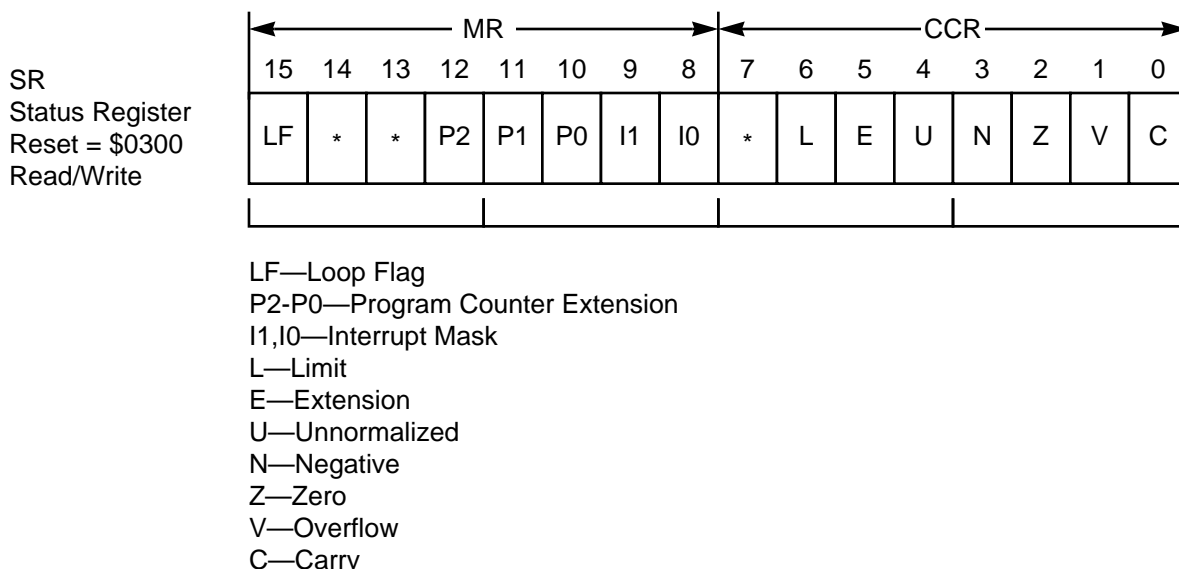 MR CCR
15 14 13 12 11 10 9 8 7 6 5 4 3 2 1 0
LF * * P2 P1 P0 I1 I0 * L E U N Z V C
SR
Status Register
Reset = $0300
Read/Write
LF—Loop Flag
P2-P0—Program Counter Extension
I1,I0—Interrupt Mask
L—Limit
E—Extension
U—Unnormalized
N—Negative
Z—Zero
V—Overflow
C—Carry